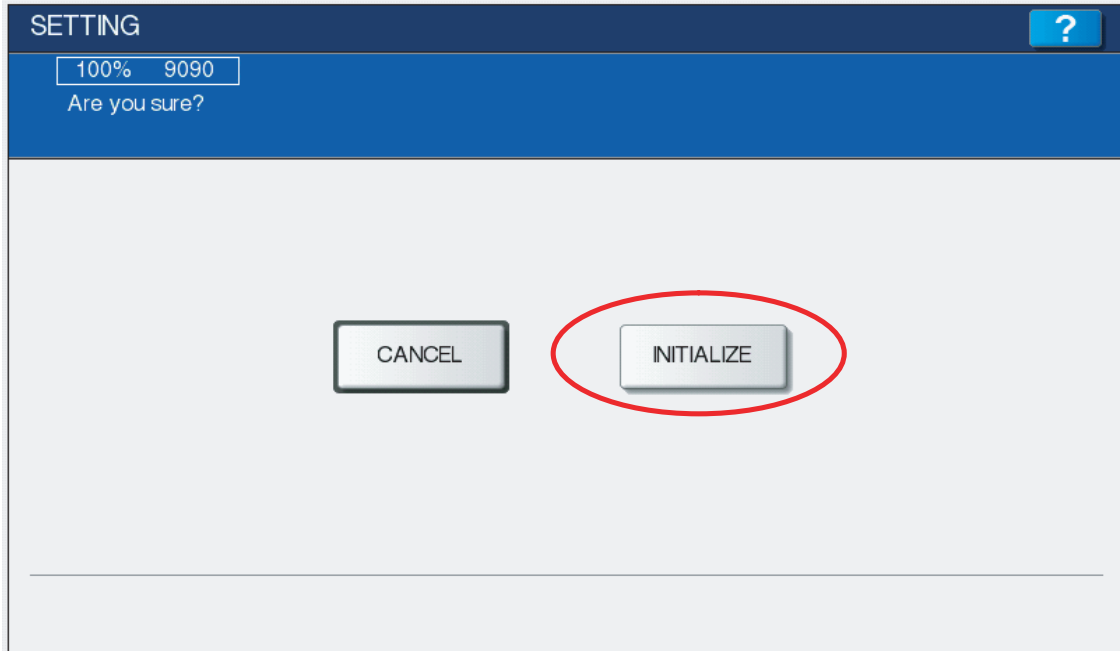 SETTING
?
100% 9090
Are you sure?
CANCEL
INITIALIZE